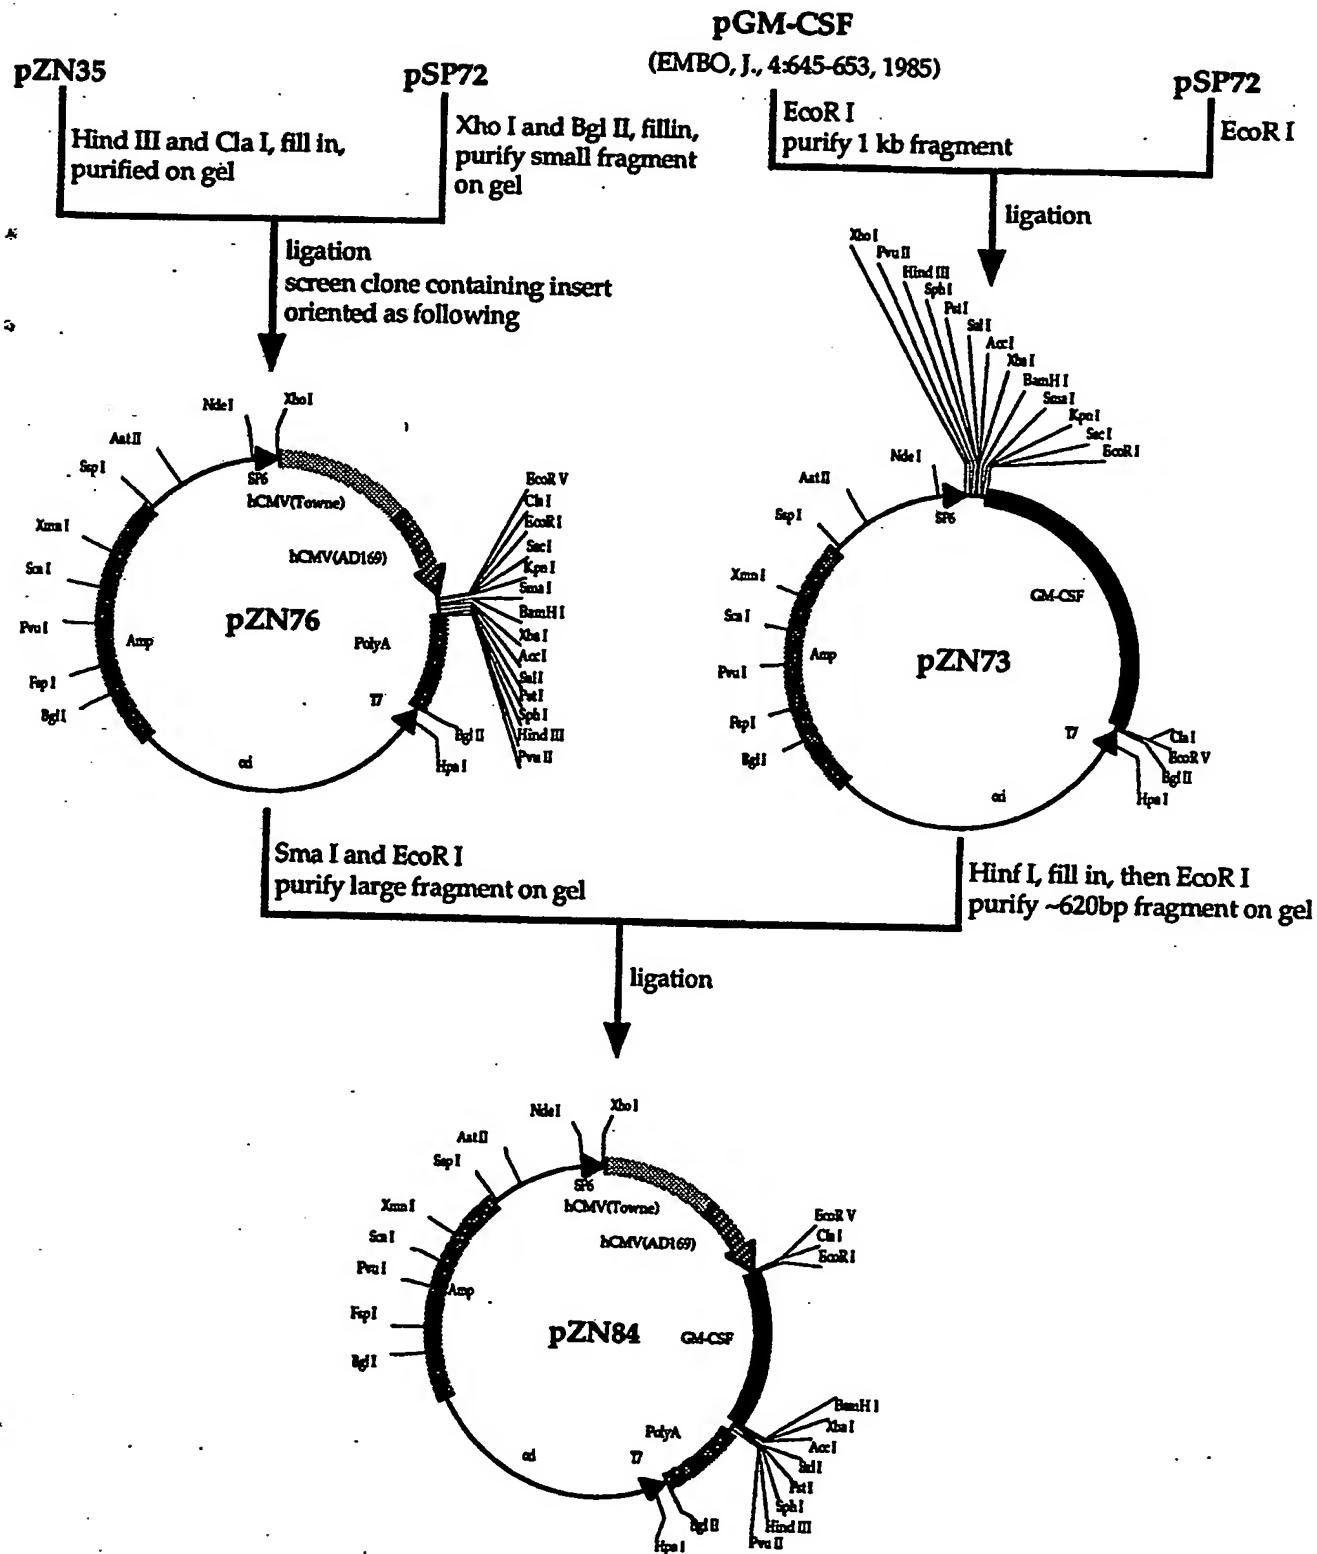 pGM-CSF
(EMBO, J., 4:645-653, 1985)
pZN35
pSP72
pSP72
Hind III and Cla I, fill in,
purified on gel
Xho I and Bgl II, fillin,
purify small fragment
on gel
EcoR I
purify 1 kb fragment
EcoR I
ligation
screen clone containing insert
oriented as following
ligation
Xho I
Pvu II
Hind III
Sph I
Pst I
Sal I
Acc I
Xba I
BamH I
Sma I
Kpn I
Sac I
EcoR I
Nde I
Xho I
Aat II
Ssp I
Xmn I
Sca I
Pvu I
Fsp I
Bgl I
SP6
hCMV(Towne)
hCMV(AD169)
pZN76
Amp
PolyA
T7
ori
EcoR V
Cla I
EcoR I
Sac I
Kpn I
Sma I
BamH I
Xba I
Acc I
Sal I
Pst I
Sph I
Hind III
Pvu II
Bgl II
Hpa I
Nde I
Aat II
Ssp I
Xmn I
Sca I
Pvu I
Fsp I
Bgl I
SP6
GM-CSF
pZN73
Amp
T7
ori
Cla I
EcoR V
Bgl II
Hpa I
Sma I and EcoR I
purify large fragment on gel
Hinf I, fill in, then EcoR I
purify ~620bp fragment on gel
ligation
Nde I
Xho I
Aat II
Ssp I
Xmn I
Sca I
Pvu I
Fsp I
Bgl I
SP6
hCMV(Towne)
hCMV(AD169)
EcoR V
Cla I
EcoR I
Amp
pZN84
GM-CSF
PolyA
T7
ori
BamH I
Xba I
Acc I
Sal I
Pst I
Sph I
Hind III
Pvu II
Bgl II
Hpa I